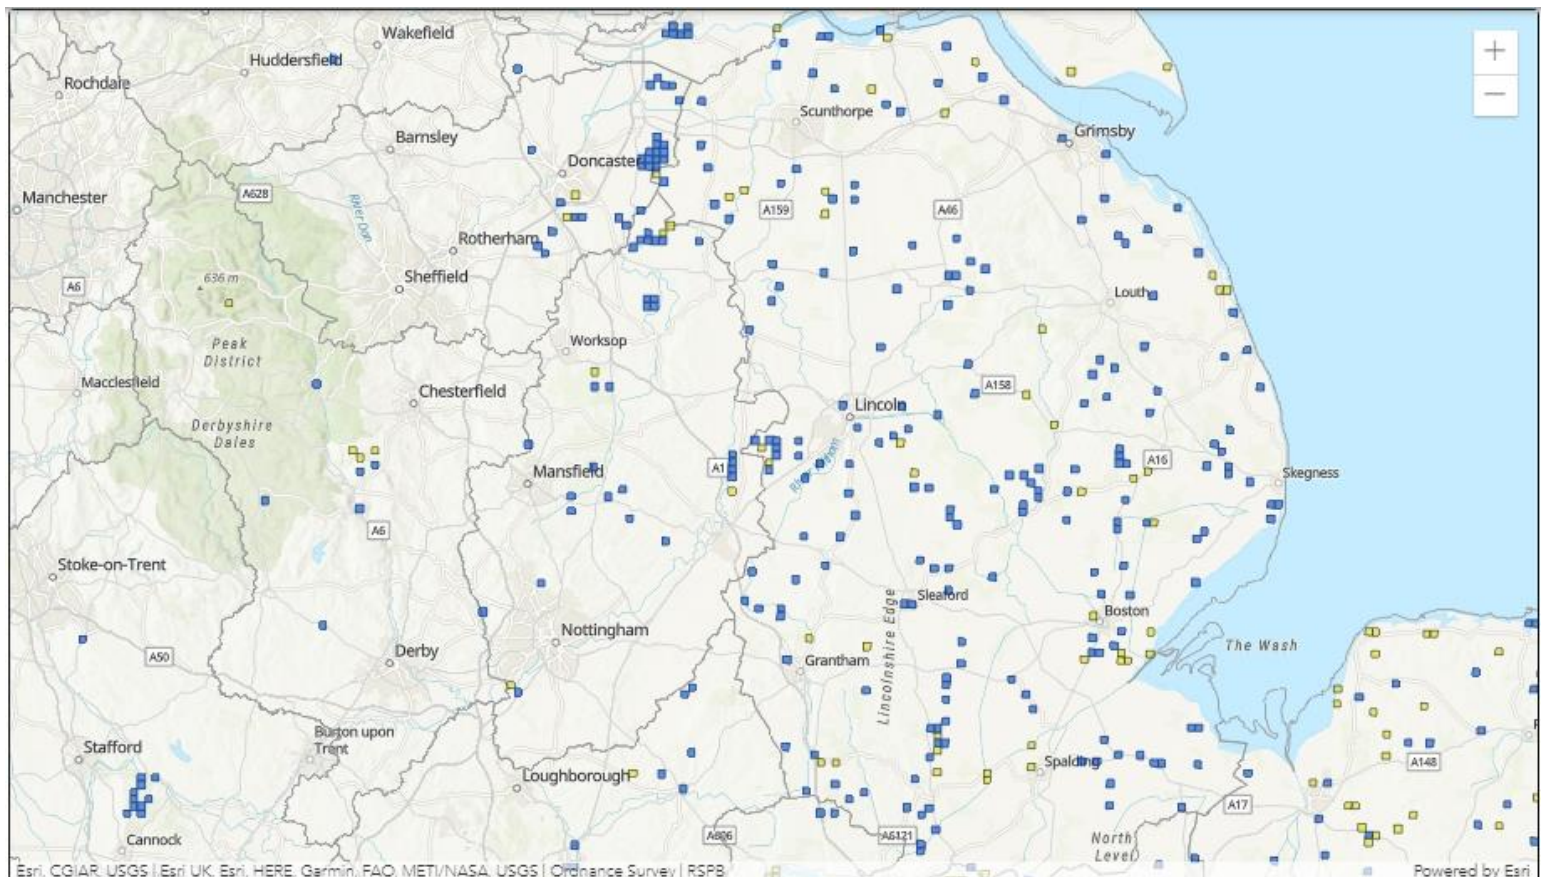 Wakefield
Huddersfield
Rochdale
Scunthorpe
Grimsby
Barnsley
Doncaster
A628
Manchester
River Don
A159
A46
Rotherham
Sheffield
636 m
A6
Louth
Worksop
Peak
District
Macclesfield
Chesterfield
A158
Lincoln
Derbyshire
Dales
A1
A16
Mansfield
Skegness
A6
Stoke-on-Trent
Lincolnshire Edge
Sleaford
Boston
Nottingham
The Wash
Derby
A50
Grantham
Burton upon
Trent
Stafford
Spalding
A148
Loughborough
A17
Cannock
A606
A6121
North
Level
+
−
Esri, CGIAR, USGS | Esri UK, Esri, HERE, Garmin, FAO, METI/NASA, USGS | Ordnance Survey | RSPB
Powered by Esri